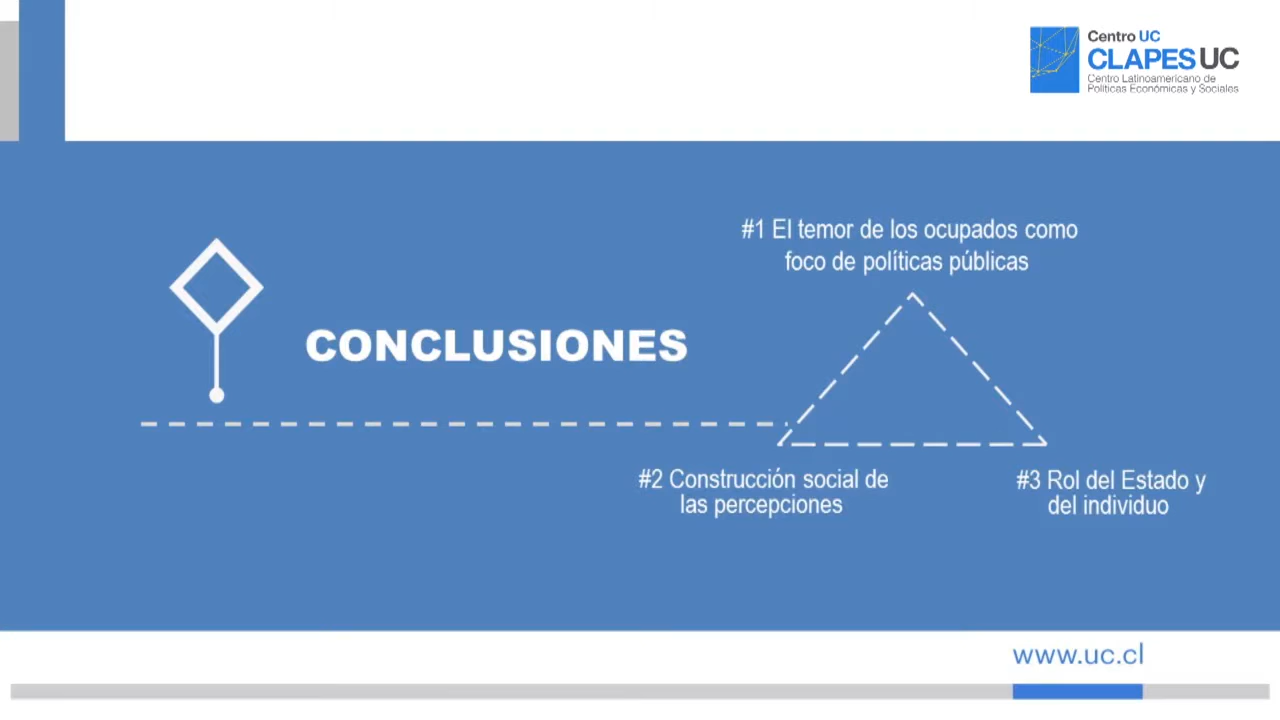 Centro UC
CLAPES UC
Centro Latinoamericano de
Políticas Económicas y Sociales
#1 El temor de los ocupados como
foco de políticas públicas
CONCLUSIONES
#2 Construcción social de
las percepciones
#3 Rol del Estado y
del individuo
www.uc.cl